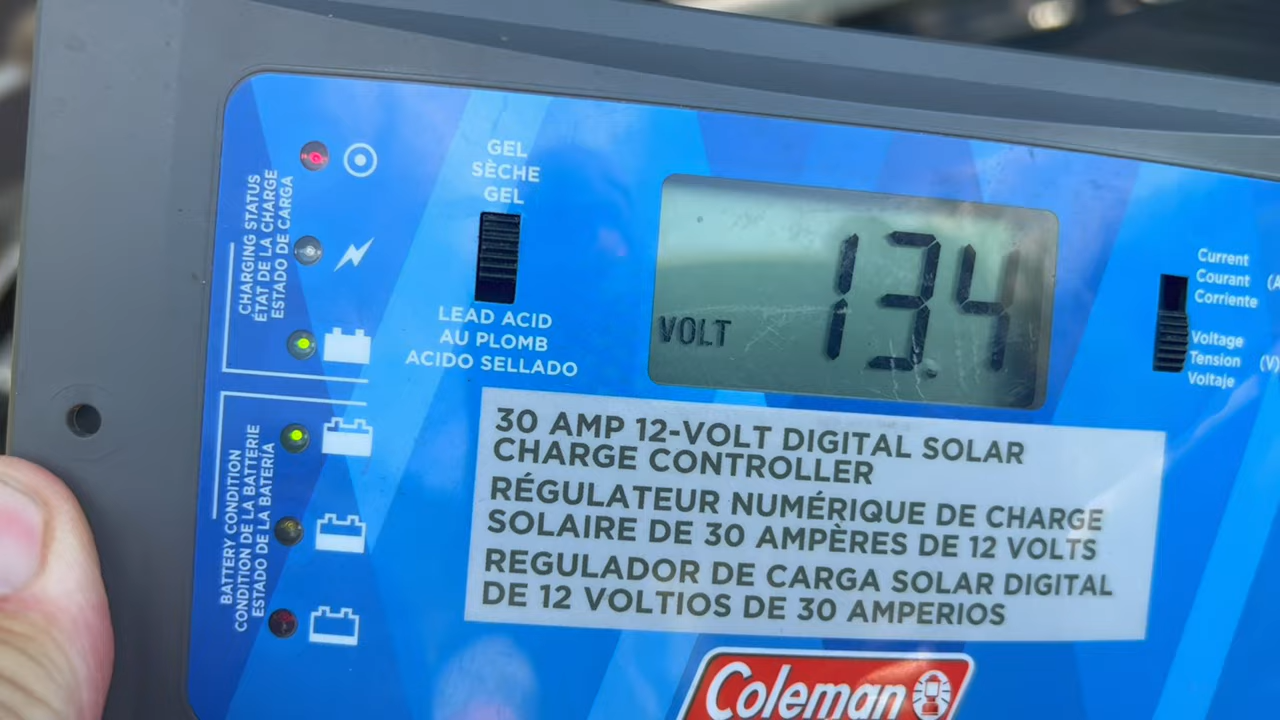 CHARGING STATUS
ÉTAT DE LA CHARGE
ESTADO DE CARGA
BATTERY CONDITION
CONDITION DE LA BATTERIE
ESTADO DE LA BATERÍA
GEL
SÈCHE
GEL
LEAD ACID
AU PLOMB
ACIDO SELLADO
VOLT 13.4
Current
Courant (A
Corriente
Voltage
Tension (V)
Voltaje
30 AMP 12-VOLT DIGITAL SOLAR
CHARGE CONTROLLER
RÉGULATEUR NUMÉRIQUE DE CHARGE
SOLAIRE DE 30 AMPÈRES DE 12 VOLTS
REGULADOR DE CARGA SOLAR DIGITAL
DE 12 VOLTIOS DE 30 AMPERIOS
Coleman